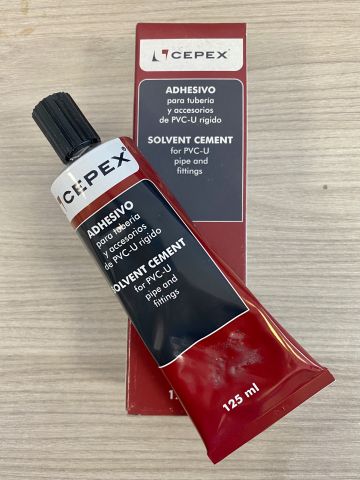 CEPEX
ADHESIVO
para tubería
y accesorios
de PVC-U rígido
SOLVENT CEMENT
for PVC-U
pipe and
fittings
CEPEX®
ADHESIVO
para tubería
y accesorios
de PVC-U rígido
SOLVENT CEMENT
for PVC-U
pipe and
fittings
125 ml